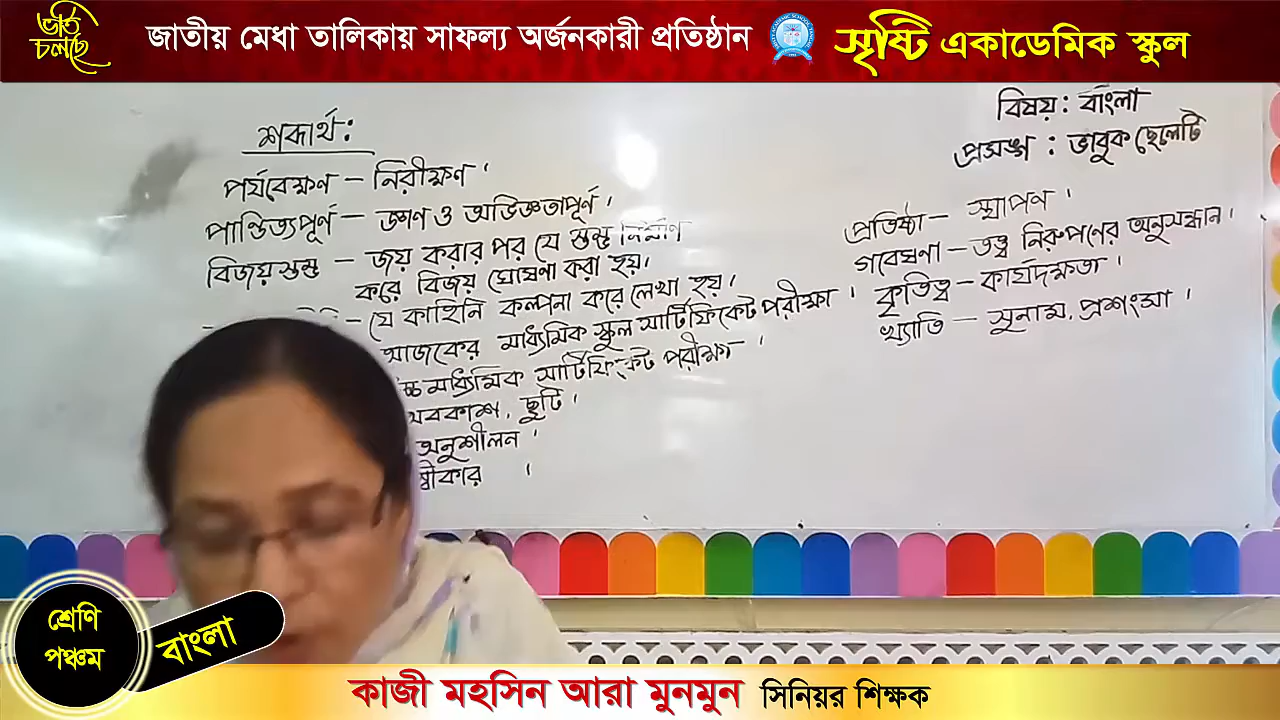 ভর্তি
চলছে
জাতীয় মেধা তালিকায় সাফল্য অর্জনকারী প্রতিষ্ঠান
সৃষ্টি একাডেমিক স্কুল
বিষয় : বাংলা
প্রসঙ্গ : ভাবুক ছেলেটি
শব্দার্থ :
পর্যবেক্ষণ – নিরীক্ষণ ।
পান্ডিত্যপূর্ণ – জ্ঞাণ ও অভিজ্ঞতাপূর্ণ ।
বিজয় স্তম্ভ – জয় করার পর যে স্তম্ভ নির্মাণ
করে বিজয় ঘোষনা করা হয় ।
– যে কাহিনি কল্পনা করে লেখা হয় ।
আজকের মাধ্যমিক স্কুল সার্টিফিকেট পরীক্ষা ।
মাধ্যমিক সার্টিফিকেট পরীক্ষা ।
অবকাশ, ছুটি ।
অনুশীলন ।
স্বীকার ।
প্রতিষ্ঠা – স্থাপন ।
গবেষণা – তত্ত্ব নিরুপণের অনুসন্ধান ।
কৃতিত্ব – কার্যদক্ষতা ।
খ্যাতি – সুনাম, প্রশংসা ।
শ্রেণি
পঞ্চম
বাংলা
কাজী মহসিন আরা মুনমুন সিনিয়র শিক্ষক